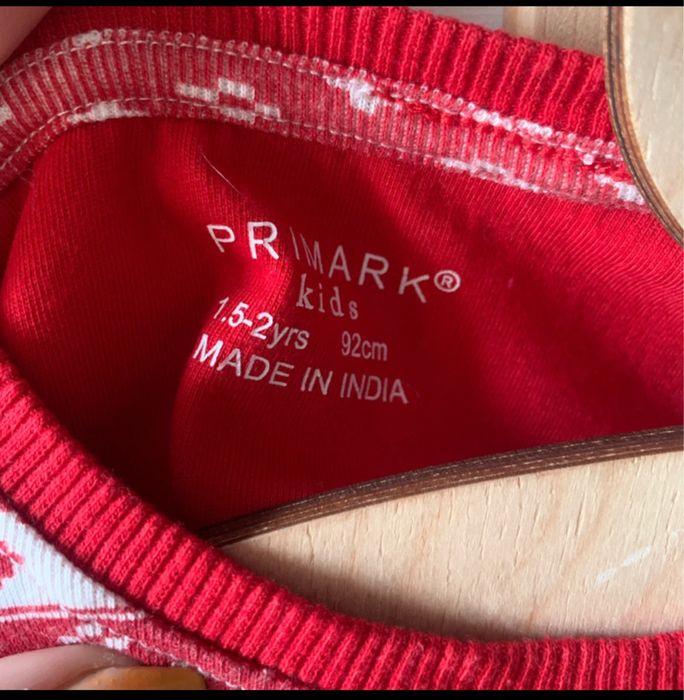 PRIMARK®
kids
1.5-2yrs 92cm
MADE IN INDIA